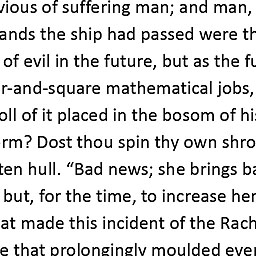 vious of suffering man; and man,
ands the ship had passed were th
of evil in the future, but as the fu
r-and-square mathematical jobs,
oll of it placed in the bosom of his
rm? Dost thou spin thy own shro
ten hull. “Bad news; she brings ba
but, for the time, to increase her
at made this incident of the Rach
e that prolongingly moulded ever